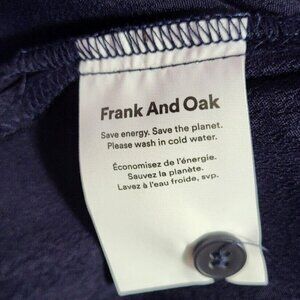 Frank And Oak
Save energy. Save the planet.
Please wash in cold water.
Économisez de l'énergie.
Sauvez la planète.
Lavez à l'eau froide, svp.